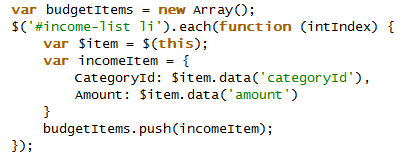 var budgetItems = new Array();
$('#income-list li').each(function (intIndex) {
    var $item = $(this);
    var incomeItem = {
        CategoryId: $item.data('categoryId'),
        Amount: $item.data('amount')
    }
    budgetItems.push(incomeItem);
});